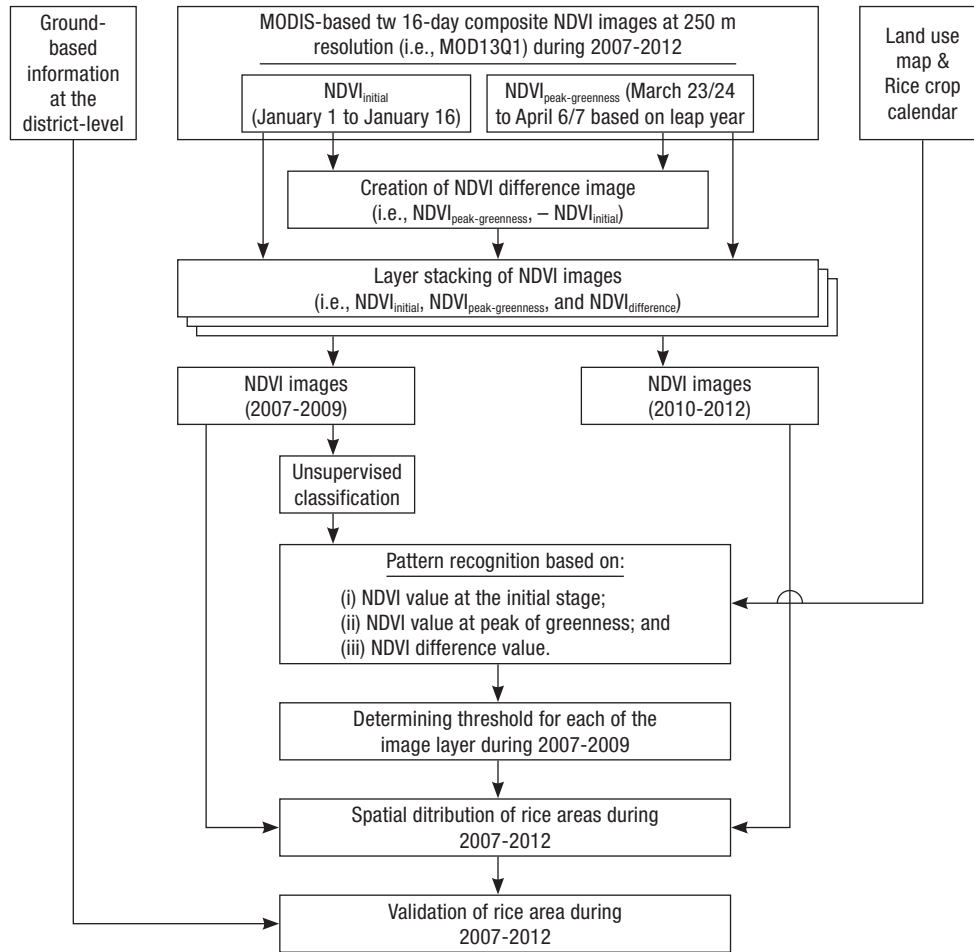 Ground-
based
information
at the
district-level
MODIS-based tw 16-day composite NDVI images at 250 m
resolution (i.e., MOD13Q1) during 2007-2012
NDVIinitial
(January 1 to January 16)
NDVIpeak-greenness (March 23/24
to April 6/7 based on leap year
Land use
map &
Rice crop
calendar
Creation of NDVI difference image
(i.e., NDVIpeak-greenness, – NDVIinitial)
Layer stacking of NDVI images
(i.e., NDVIinitial, NDVIpeak-greenness, and NDVIdifference)
NDVI images
(2007-2009)
NDVI images
(2010-2012)
Unsupervised
classification
Pattern recognition based on:
(i) NDVI value at the initial stage;
(ii) NDVI value at peak of greenness; and
(iii) NDVI difference value.
Determining threshold for each of the
image layer during 2007-2009
Spatial ditribution of rice areas during
2007-2012
Validation of rice area during
2007-2012